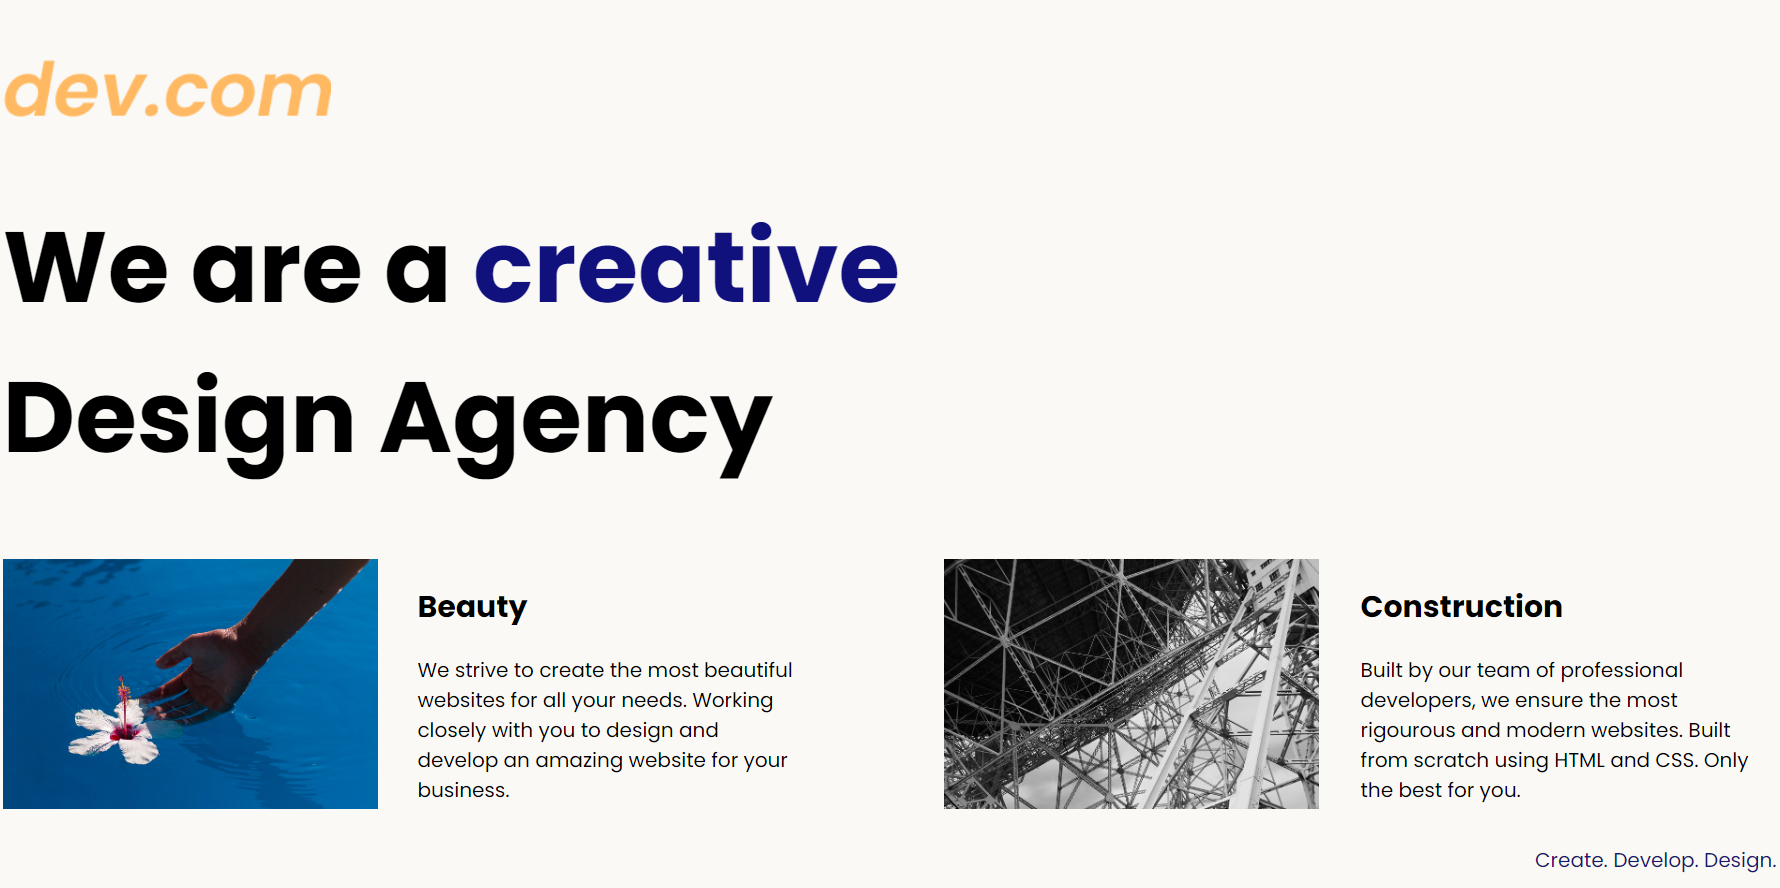 dev.com
We are a creative
Design Agency
Beauty
We strive to create the most beautiful
websites for all your needs. Working
closely with you to design and
develop an amazing website for your
business.
Construction
Built by our team of professional
developers, we ensure the most
rigourous and modern websites. Built
from scratch using HTML and CSS. Only
the best for you.
Create. Develop. Design.